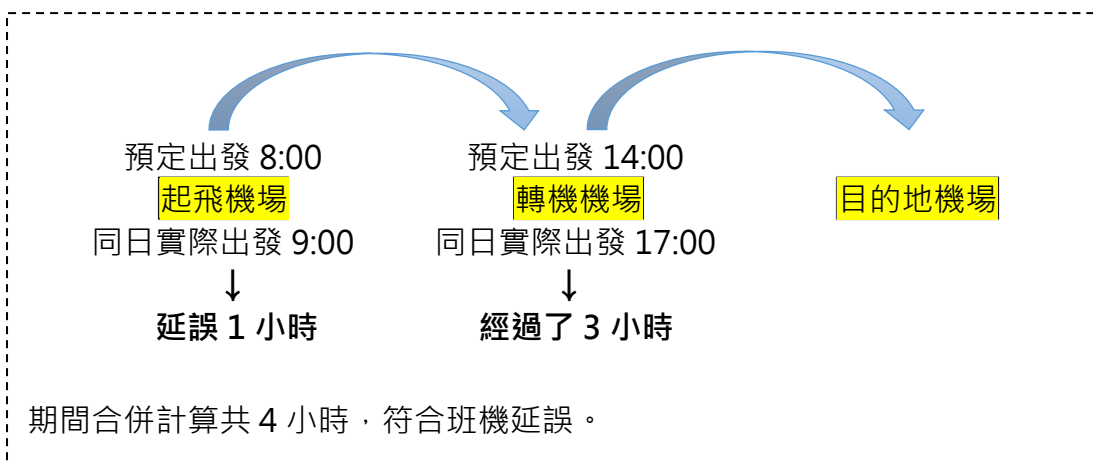 預定出發 8:00 預定出發 14:00
起飛機場 轉機機場 目的地機場
同日實際出發 9:00 同日實際出發 17:00
↓ ↓
延誤 1 小時 經過了 3 小時
期間合併計算共 4 小時，符合班機延誤。